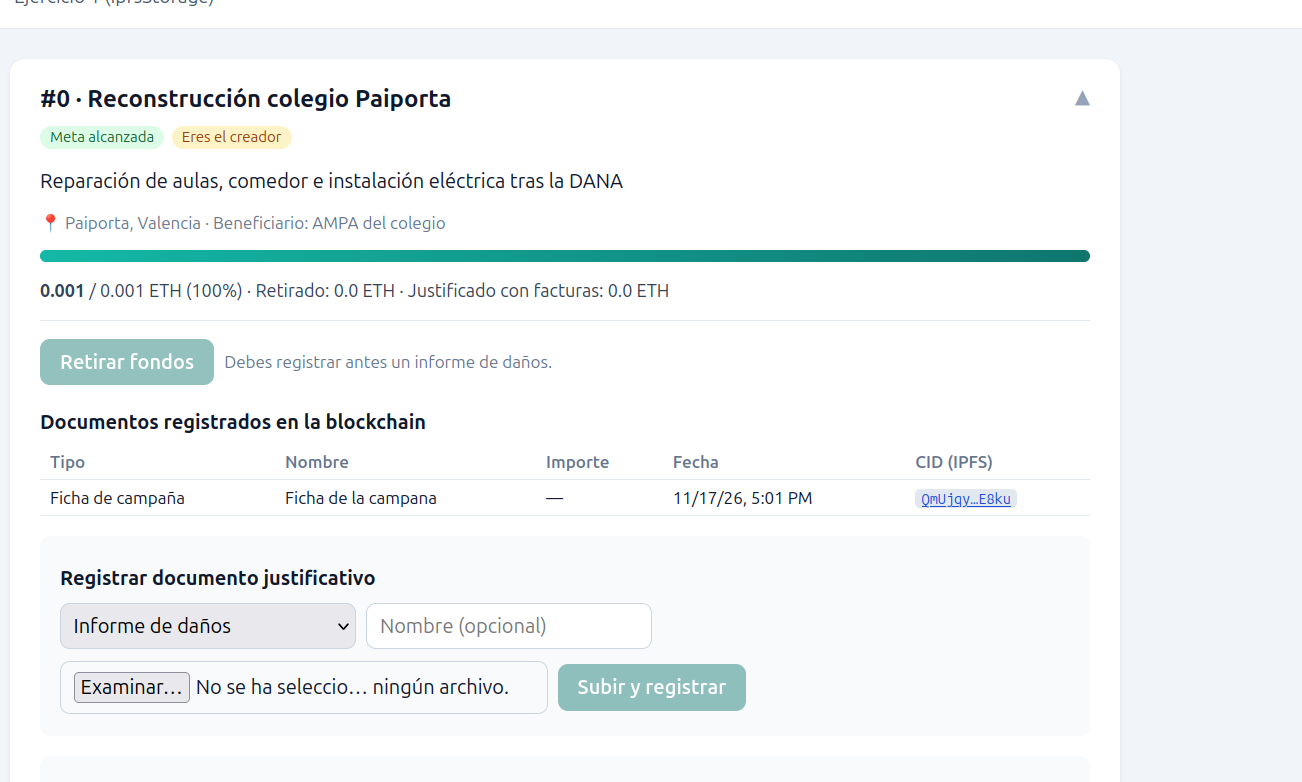 Ejercicio 1 (IpfsStorage)
#0 · Reconstrucción colegio Paiporta
▲
Meta alcanzada Eres el creador
Reparación de aulas, comedor e instalación eléctrica tras la DANA
📍 Paiporta, Valencia · Beneficiario: AMPA del colegio
0.001 / 0.001 ETH (100%) · Retirado: 0.0 ETH · Justificado con facturas: 0.0 ETH
Retirar fondos Debes registrar antes un informe de daños.
Documentos registrados en la blockchain
Tipo Nombre Importe Fecha CID (IPFS)
Ficha de campaña Ficha de la campana — 11/17/26, 5:01 PM QmUjqy…E8ku
Registrar documento justificativo
Informe de daños Nombre (opcional)
Examinar… No se ha seleccio… ningún archivo. Subir y registrar